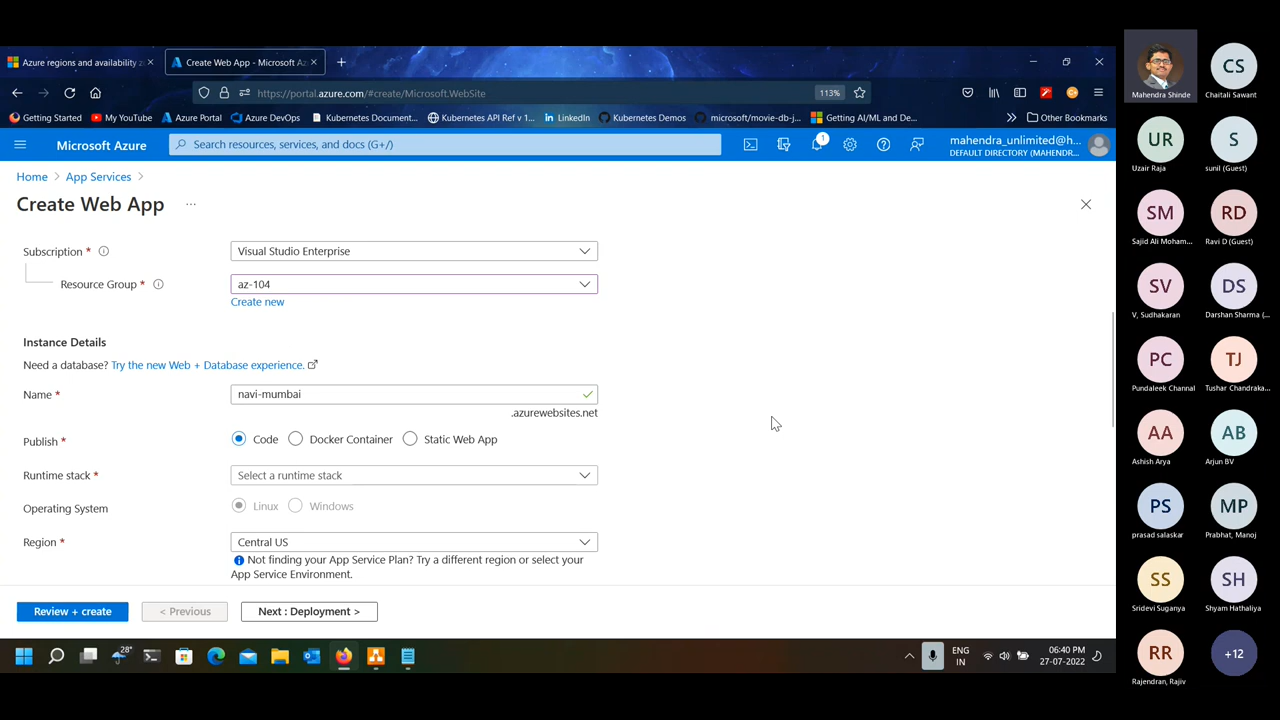 Azure regions and availability z
Create Web App - Microsoft Az
https://portal.azure.com/#create/Microsoft.WebSite
113%
Getting Started
My YouTube
Azure Portal
Azure DevOps
Kubernetes Document...
Kubernetes API Ref v 1...
LinkedIn
Kubernetes Demos
microsoft/movie-db-j...
Getting AI/ML and De...
Other Bookmarks
Microsoft Azure
Search resources, services, and docs (G+/)
1
mahendra_unlimited@h...
DEFAULT DIRECTORY (MAHENDR...
Home > App Services >
Create Web App ...
Subscription *
Visual Studio Enterprise
Resource Group *
az-104
Create new
Instance Details
Need a database? Try the new Web + Database experience.
Name *
navi-mumbai
.azurewebsites.net
Publish *
Code
Docker Container
Static Web App
Runtime stack *
Select a runtime stack
Operating System
Linux
Windows
Region *
Central US
Not finding your App Service Plan? Try a different region or select your
App Service Environment.
Review + create
< Previous
Next : Deployment >
28°
ENG
IN
06:40 PM
27-07-2022
Mahendra Shinde
CS
Chaitali Sawant
UR
Uzair Raja
S
sunil (Guest)
SM
Sajid Ali Moham...
RD
Ravi D (Guest)
SV
V, Sudhakaran
DS
Darshan Sharma (...
PC
Pundaleek Channal
TJ
Tushar Chandraka...
AA
Ashish Arya
AB
Arjun BV
PS
prasad salaskar
MP
Prabhat, Manoj
SS
Sridevi Suganya
SH
Shyam Hathaliya
RR
Rajendran, Rajiv
+12